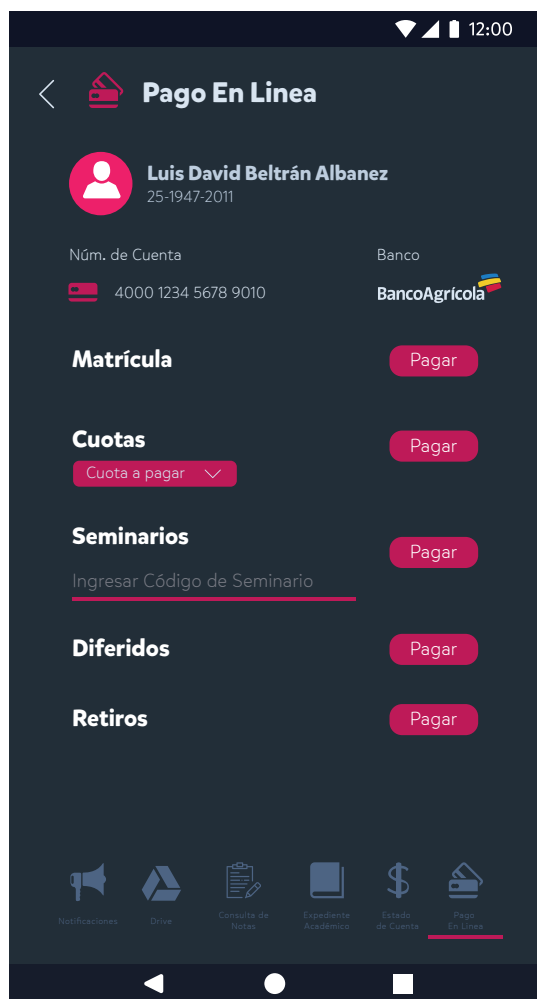 12:00
Pago En Linea
Luis David Beltrán Albanez
25-1947-2011
Núm. de Cuenta
Banco
4000 1234 5678 9010
BancoAgrícola
Matrícula
Pagar
Cuotas
Pagar
Cuota a pagar
Seminarios
Pagar
Ingresar Código de Seminario
Diferidos
Pagar
Retiros
Pagar
Notificaciones
Drive
Consulta de
Notas
Expediente
Académico
Estado
de Cuenta
Pago
En Linea